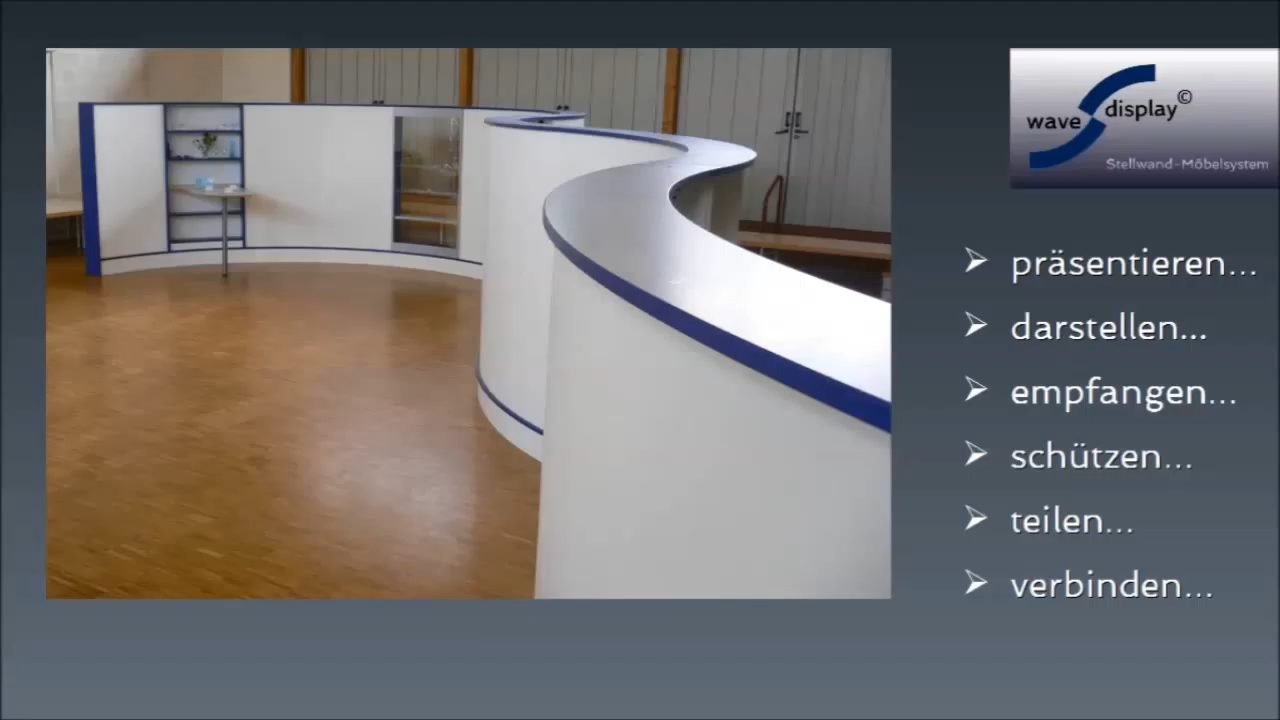 wave display©
Stellwand-Möbelsystem
präsentieren...
darstellen...
empfangen...
schützen...
teilen...
verbinden...